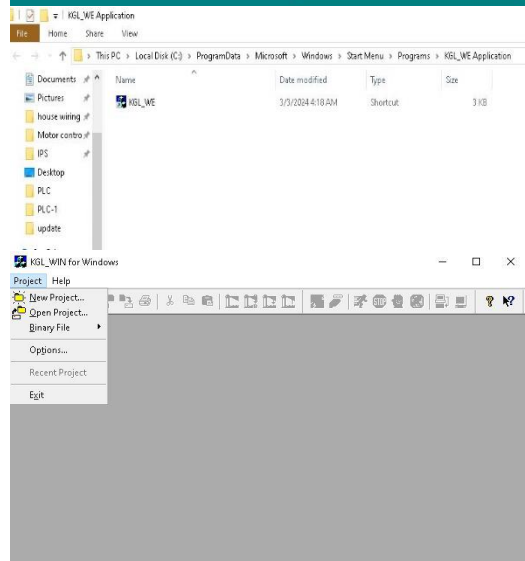 KGL_WE Application
File Home Share View
This PC > Local Disk (C:) > ProgramData > Microsoft > Windows > Start Menu > Programs > KGL_WE Application
Documents
Name Date modified Type Size
Pictures
KGL_WE 3/3/2024 4:18 AM Shortcut 3 KB
house wiring
Motor contro
IPS
Desktop
PLC
PLC-1
update
KGL_WIN for Windows
Project Help
New Project...
Open Project...
Binary File
Options...
Recent Project
Exit